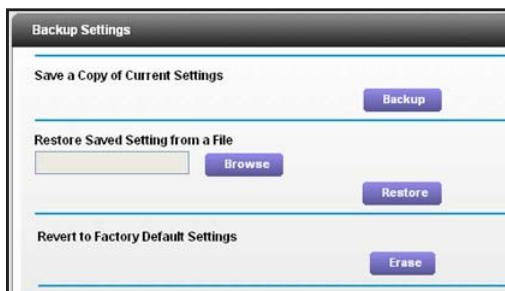 Backup Settings
Save a Copy of Current Settings
Backup
Restore Saved Setting from a File
Browse
Restore
Revert to Factory Default Settings
Erase